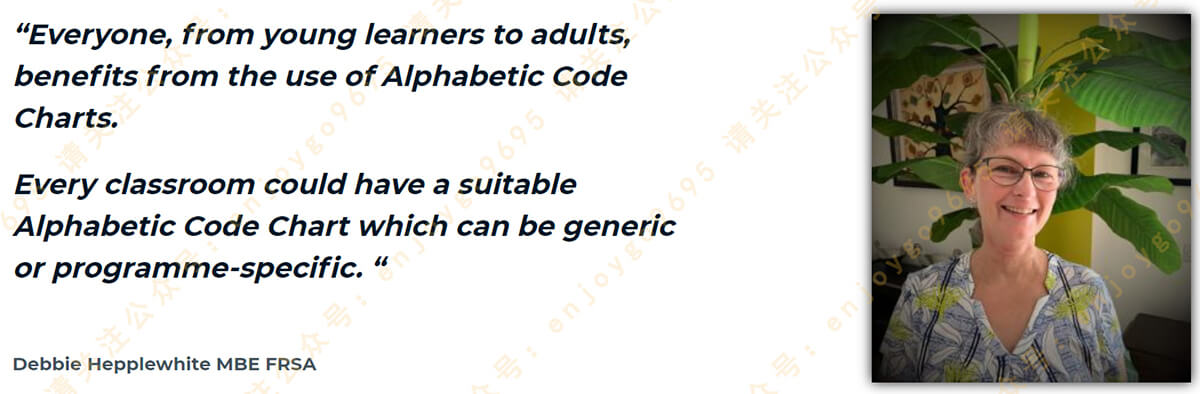 “Everyone, from young learners to adults,
benefits from the use of Alphabetic Code
Charts.
Every classroom could have a suitable
Alphabetic Code Chart which can be generic
or programme-specific. “
Debbie Hepplewhite MBE FRSA
请关注公众号：enjoygo9695